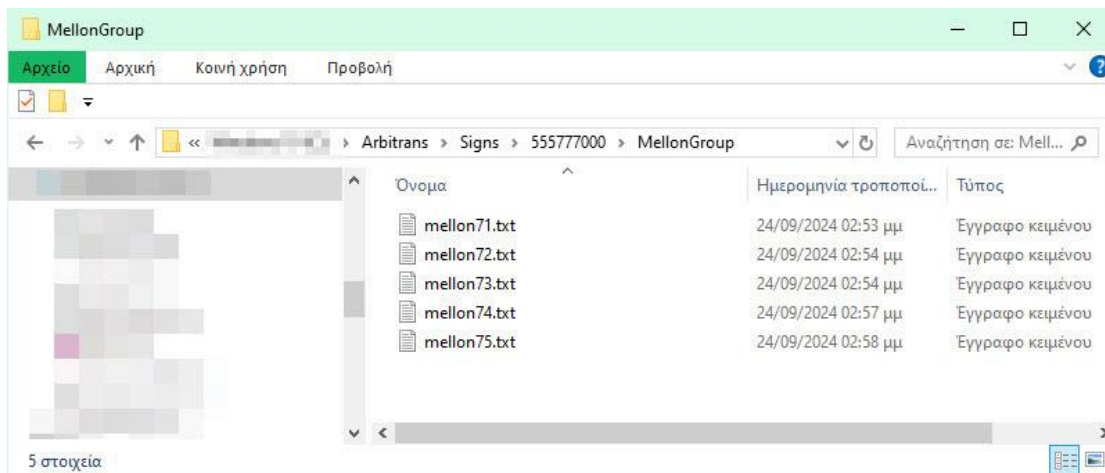 MellonGroup
Αρχείο Αρχική Κοινή χρήση Προβολή
« › Arbitrans › Signs › 555777000 › MellonGroup Αναζήτηση σε: Mell...
Όνομα Ημερομηνία τροποποί... Τύπος
mellon71.txt 24/09/2024 02:53 μμ Έγγραφο κειμένου
mellon72.txt 24/09/2024 02:54 μμ Έγγραφο κειμένου
mellon73.txt 24/09/2024 02:54 μμ Έγγραφο κειμένου
mellon74.txt 24/09/2024 02:57 μμ Έγγραφο κειμένου
mellon75.txt 24/09/2024 02:58 μμ Έγγραφο κειμένου
5 στοιχεία